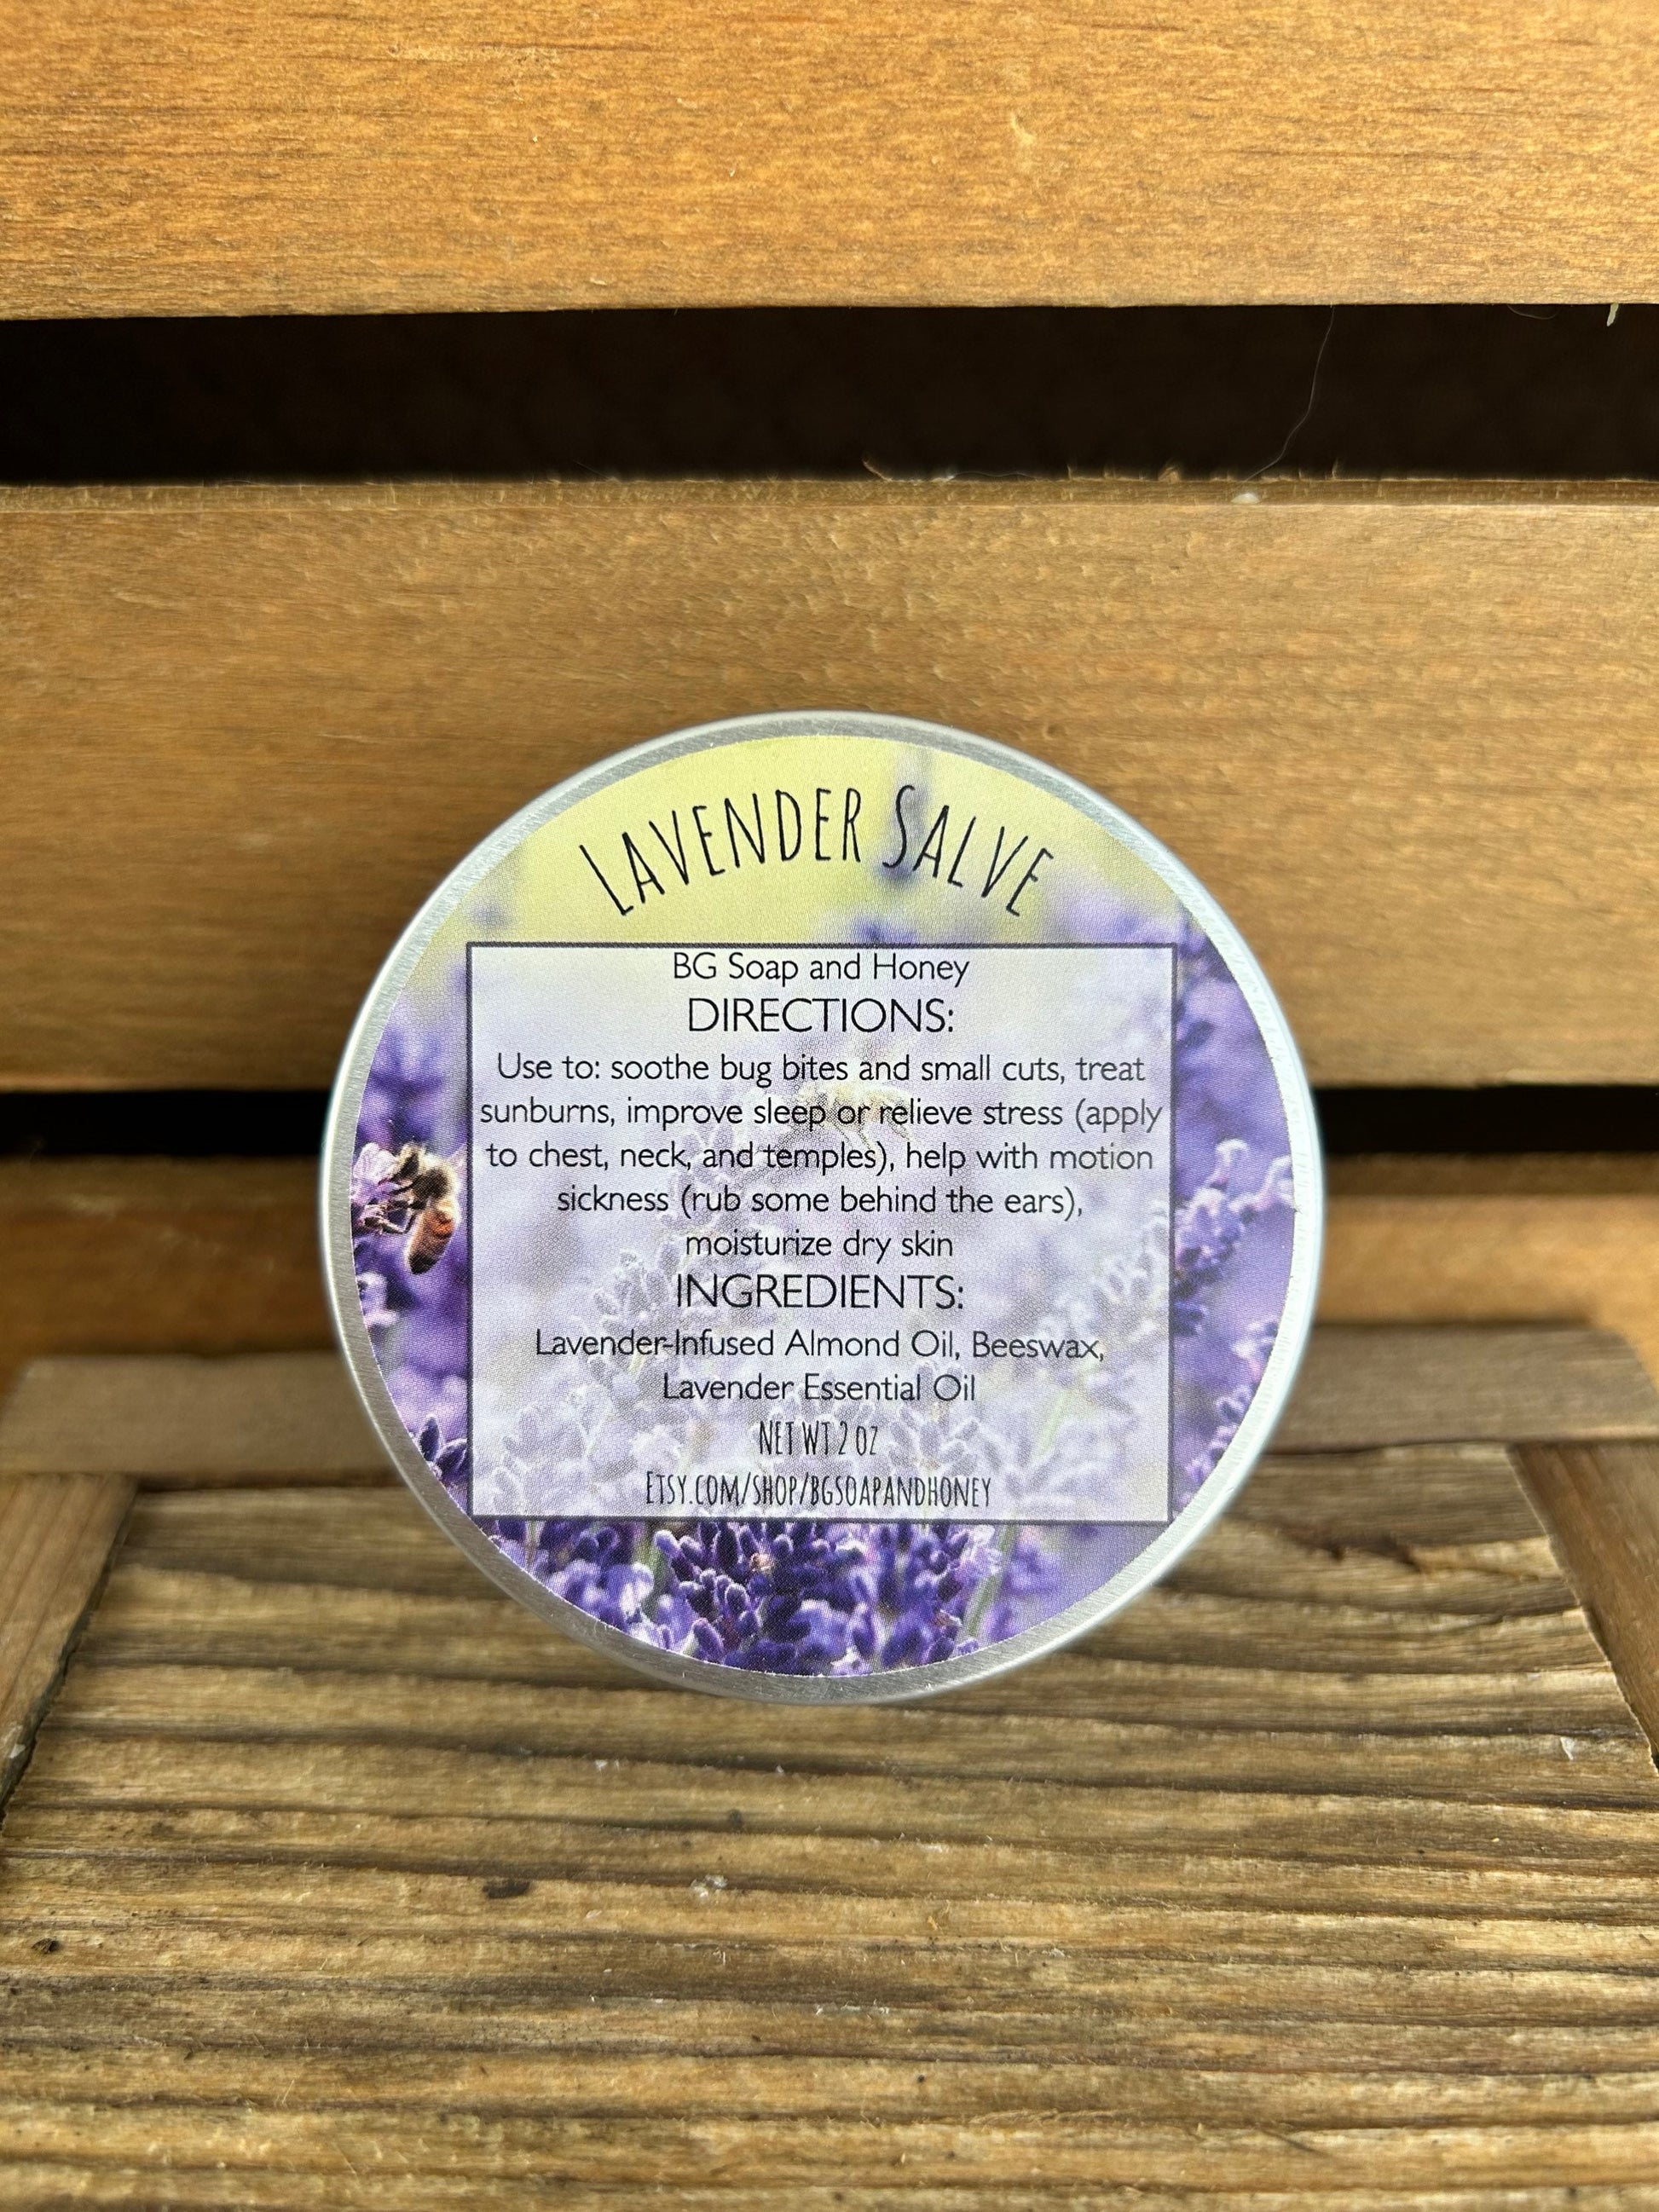 LAVENDER SALVE
BG Soap and Honey
DIRECTIONS:
Use to: soothe bug bites and small cuts, treat
sunburns, improve sleep or relieve stress (apply
to chest, neck, and temples), help with motion
sickness (rub some behind the ears),
moisturize dry skin
INGREDIENTS:
Lavender-Infused Almond Oil, Beeswax,
Lavender Essential Oil
NET WT 2 OZ
ETSY.COM/SHOP/BGSOAPANDHONEY